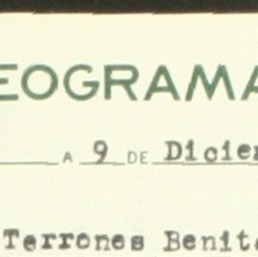 EOGRAMA
A 9 DE Dicie
Terrones Benit